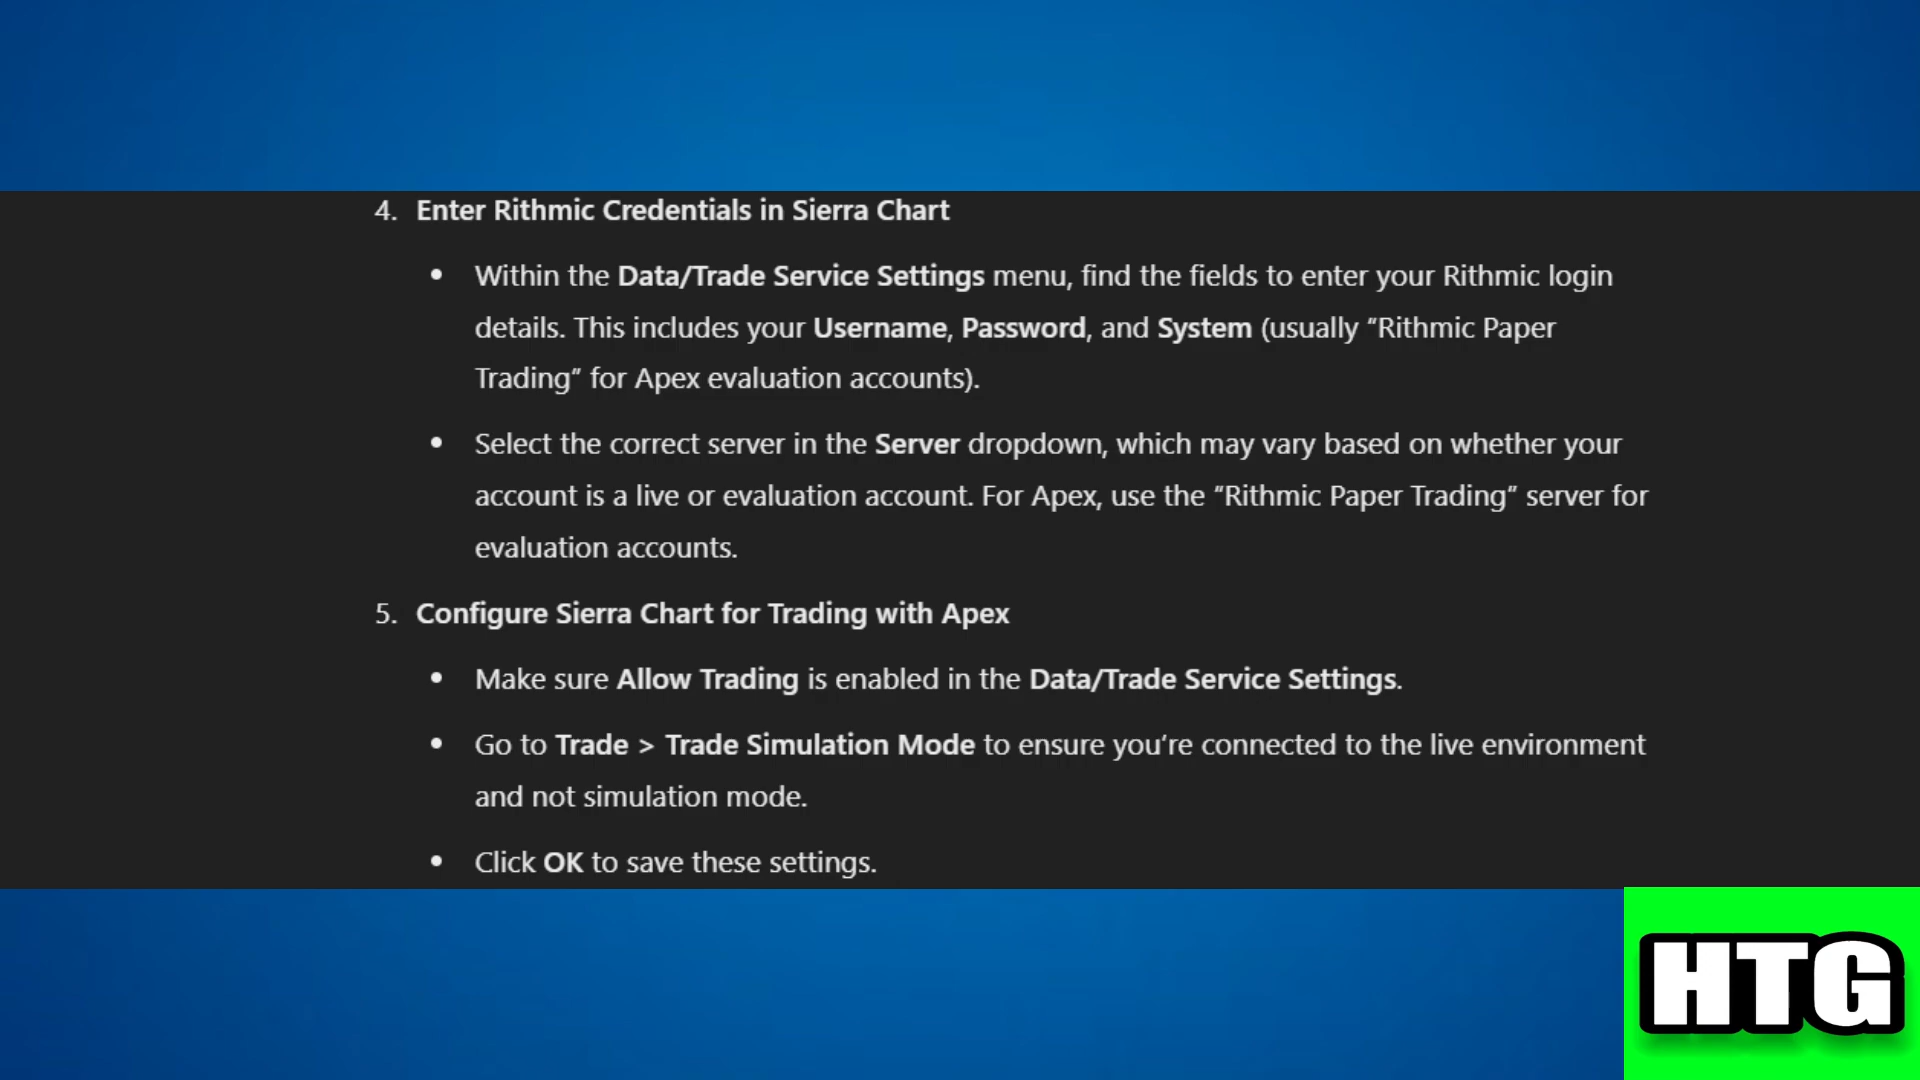 4. Enter Rithmic Credentials in Sierra Chart
• Within the Data/Trade Service Settings menu, find the fields to enter your Rithmic login
details. This includes your Username, Password, and System (usually “Rithmic Paper
Trading” for Apex evaluation accounts).
• Select the correct server in the Server dropdown, which may vary based on whether your
account is a live or evaluation account. For Apex, use the “Rithmic Paper Trading” server for
evaluation accounts.
5. Configure Sierra Chart for Trading with Apex
• Make sure Allow Trading is enabled in the Data/Trade Service Settings.
• Go to Trade > Trade Simulation Mode to ensure you’re connected to the live environment
and not simulation mode.
• Click OK to save these settings.
HTG